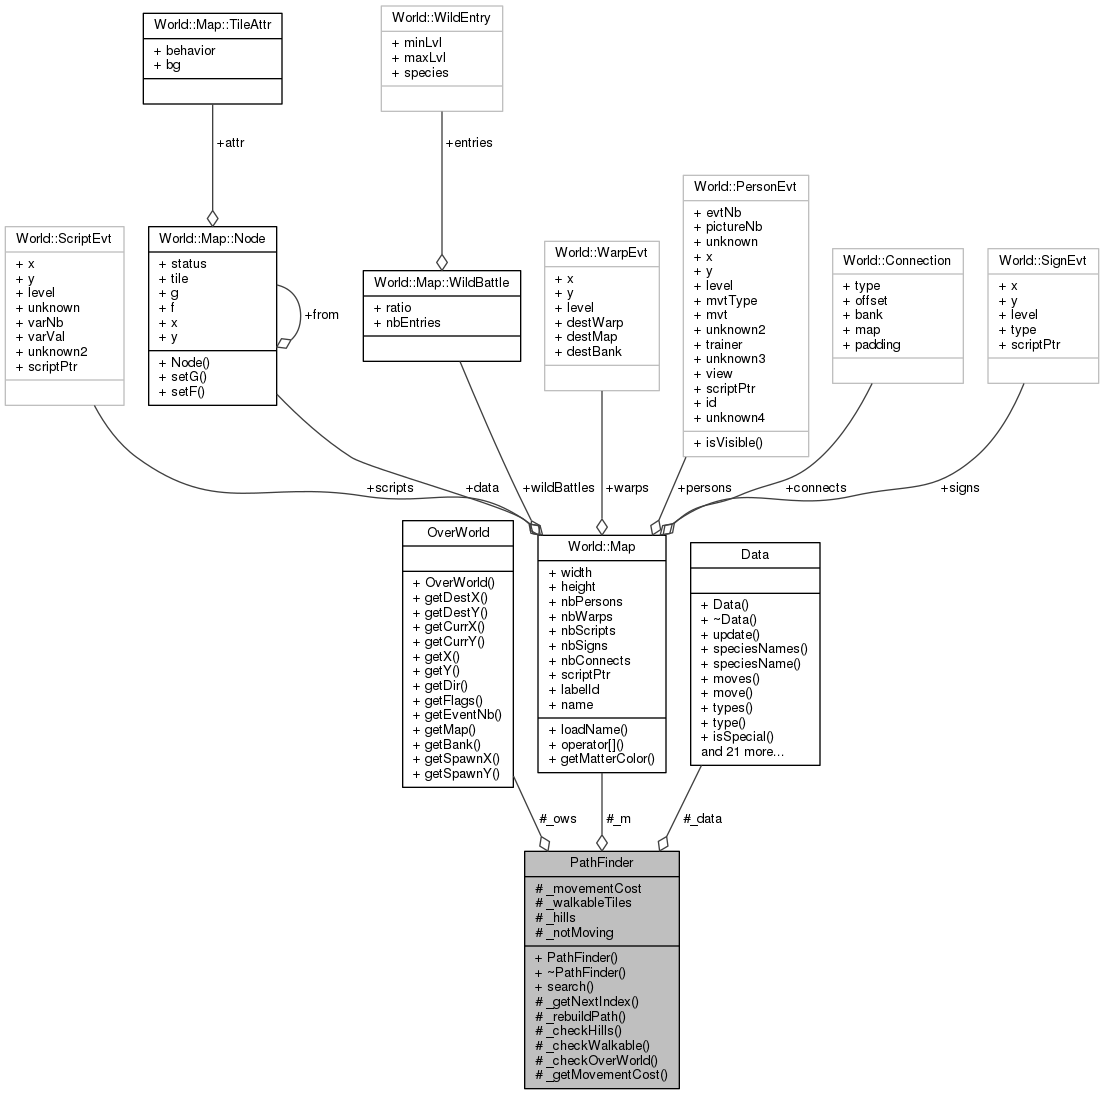 World::Map::TileAttr
+ behavior
+ bg
World::WildEntry
+ minLvl
+ maxLvl
+ species
+attr
+entries
World::ScriptEvt
+ x
+ y
+ level
+ unknown
+ varNb
+ varVal
+ unknown2
+ scriptPtr
World::Map::Node
+ status
+ tile
+ g
+ f
+ x
+ y
+ Node()
+ setG()
+ setF()
+from
World::Map::WildBattle
+ ratio
+ nbEntries
World::WarpEvt
+ x
+ y
+ level
+ destWarp
+ destMap
+ destBank
World::PersonEvt
+ evtNb
+ pictureNb
+ unknown
+ x
+ y
+ level
+ mvtType
+ mvt
+ unknown2
+ trainer
+ unknown3
+ view
+ scriptPtr
+ id
+ unknown4
+ isVisible()
World::Connection
+ type
+ offset
+ bank
+ map
+ padding
World::SignEvt
+ x
+ y
+ level
+ type
+ scriptPtr
+scripts
+data
+wildBattles
+warps
+persons
+connects
+signs
OverWorld
+ OverWorld()
+ getDestX()
+ getDestY()
+ getCurrX()
+ getCurrY()
+ getX()
+ getY()
+ getDir()
+ getFlags()
+ getEventNb()
+ getMap()
+ getBank()
+ getSpawnX()
+ getSpawnY()
World::Map
+ width
+ height
+ nbPersons
+ nbWarps
+ nbScripts
+ nbSigns
+ nbConnects
+ scriptPtr
+ labelId
+ name
+ loadName()
+ operator[]()
+ getMatterColor()
Data
+ Data()
+ ~Data()
+ update()
+ speciesNames()
+ speciesName()
+ moves()
+ move()
+ types()
+ type()
+ isSpecial()
and 21 more...
#_ows
#_m
#_data
PathFinder
# _movementCost
# _walkableTiles
# _hills
# _notMoving
+ PathFinder()
+ ~PathFinder()
+ search()
# _getNextIndex()
# _rebuildPath()
# _checkHills()
# _checkWalkable()
# _checkOverWorld()
# _getMovementCost()